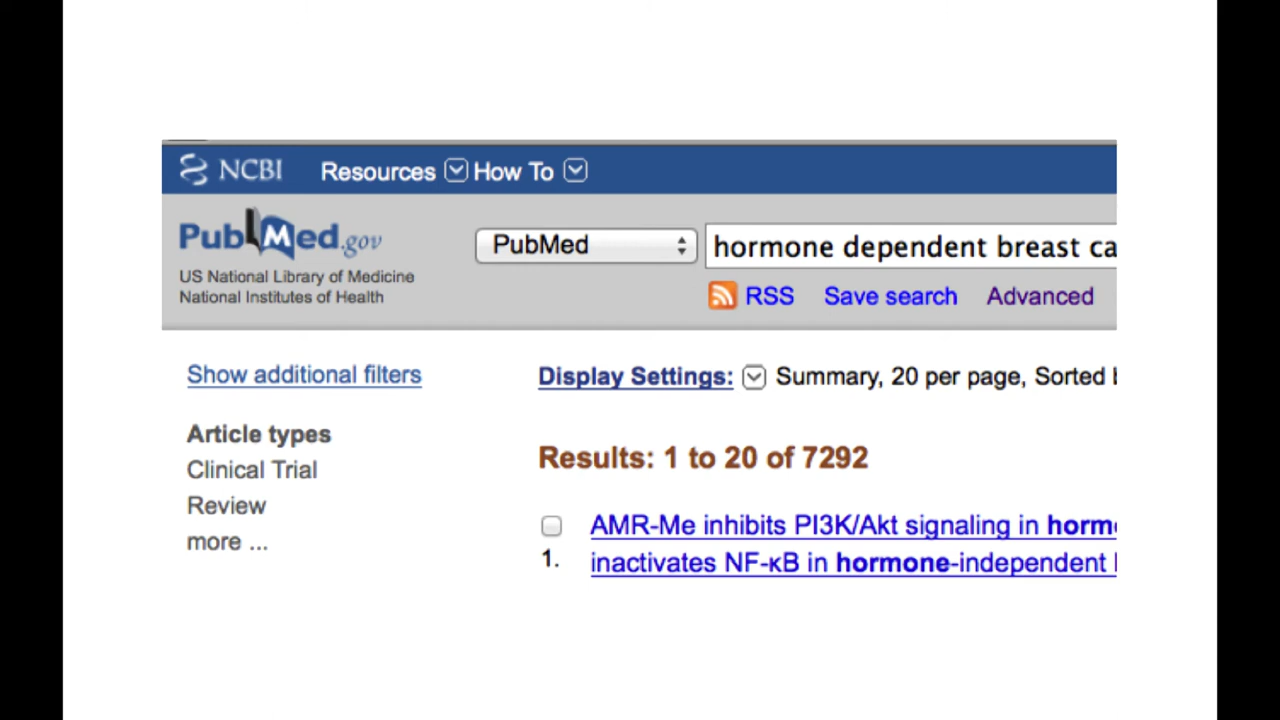 NCBI Resources How To
PubMed.gov
US National Library of Medicine
National Institutes of Health
PubMed
hormone dependent breast ca
RSS Save search Advanced
Show additional filters
Article types
Clinical Trial
Review
more ...
Display Settings: Summary, 20 per page, Sorted
Results: 1 to 20 of 7292
1. AMR-Me inhibits PI3K/Akt signaling in horm
inactivates NF-κB in hormone-independent